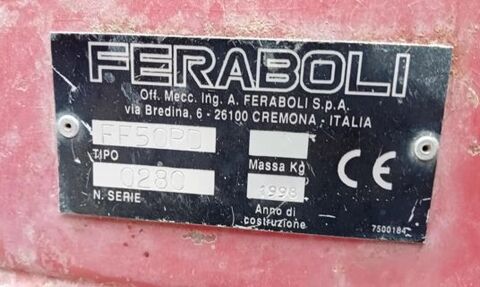 FERABOLI
Off. Mecc. Ing. A. FERABOLI S.p.A.
via Bredina, 6 - 26100 CREMONA - ITALIA
TIPO
Massa Kg
0280
1998
N. SERIE
Anno di
costruzione
CE
7500184